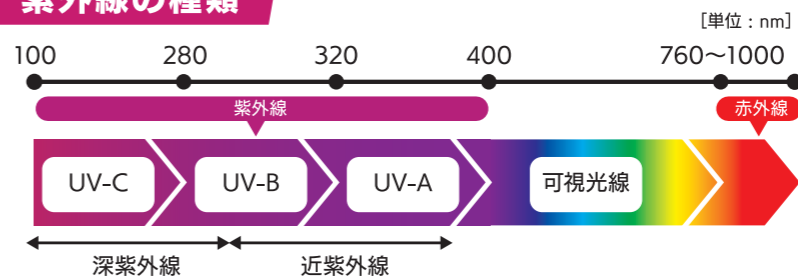 紫外線の種類
［単位：nm］
100 280 320 400 760〜1000
紫外線 赤外線
UV-C UV-B UV-A 可視光線
深紫外線 近紫外線